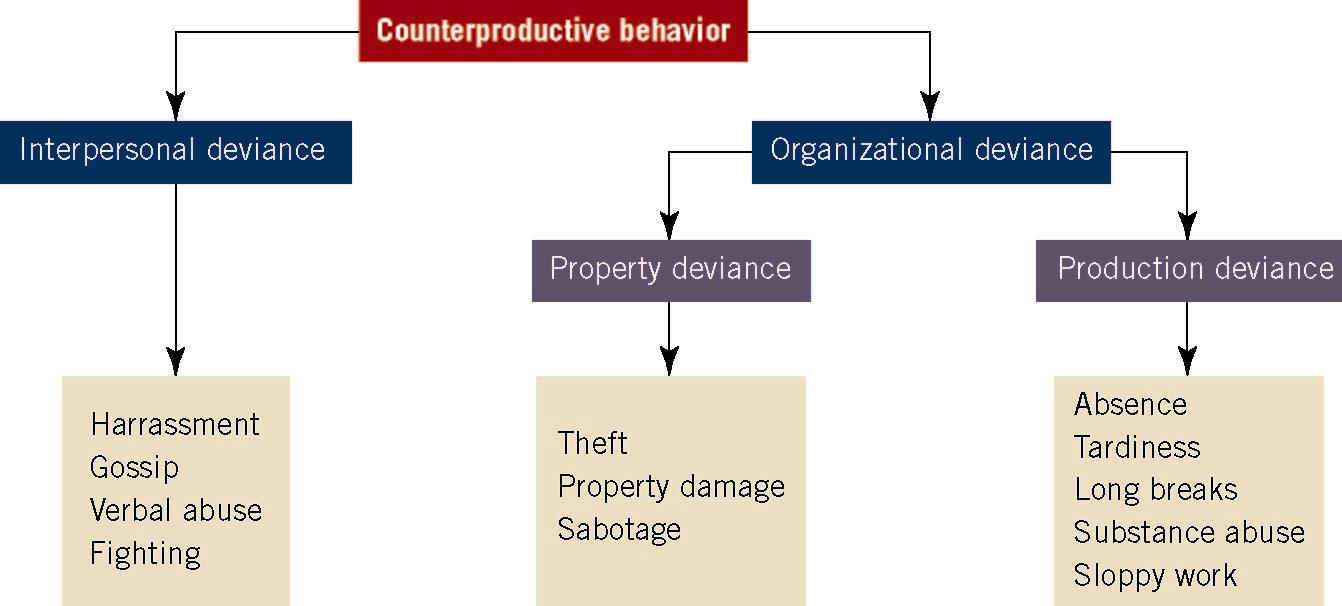 Counterproductive behavior
Interpersonal deviance
Organizational deviance
Property deviance
Production deviance
Harrassment
Gossip
Verbal abuse
Fighting
Theft
Property damage
Sabotage
Absence
Tardiness
Long breaks
Substance abuse
Sloppy work